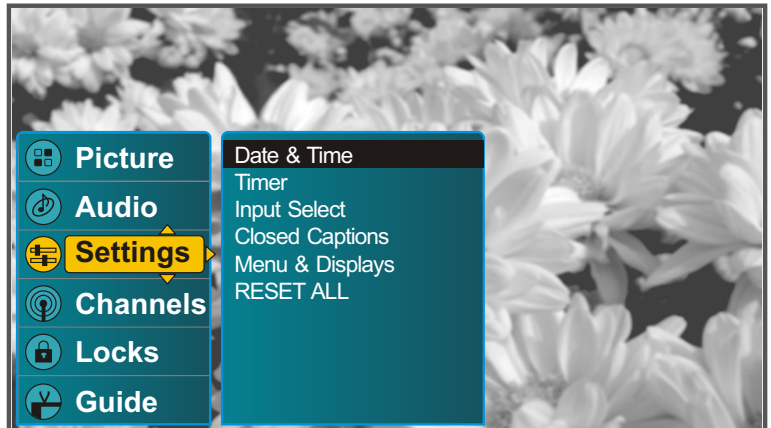 Picture
Audio
Settings
Channels
Locks
Guide
Date & Time
Timer
Input Select
Closed Captions
Menu & Displays
RESET ALL